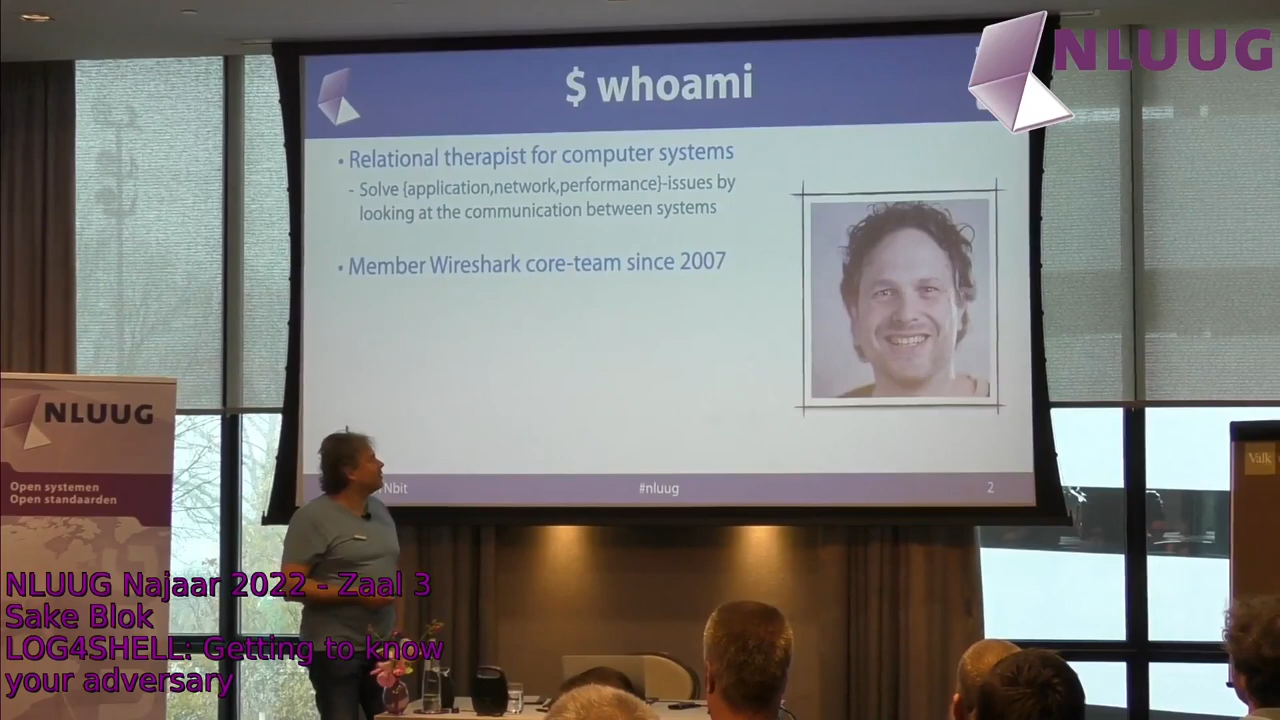 $ whoami
NLUUG
• Relational therapist for computer systems
- Solve {application,network,performance}-issues by
looking at the communication between systems
• Member Wireshark core-team since 2007
Nbit
#nluug
2
NLUUG
Open systemen
Open standaarden
Valk
NLUUG Najaar 2022 - Zaal 3
Sake Blok
LOG4SHELL: Getting to know
your adversary